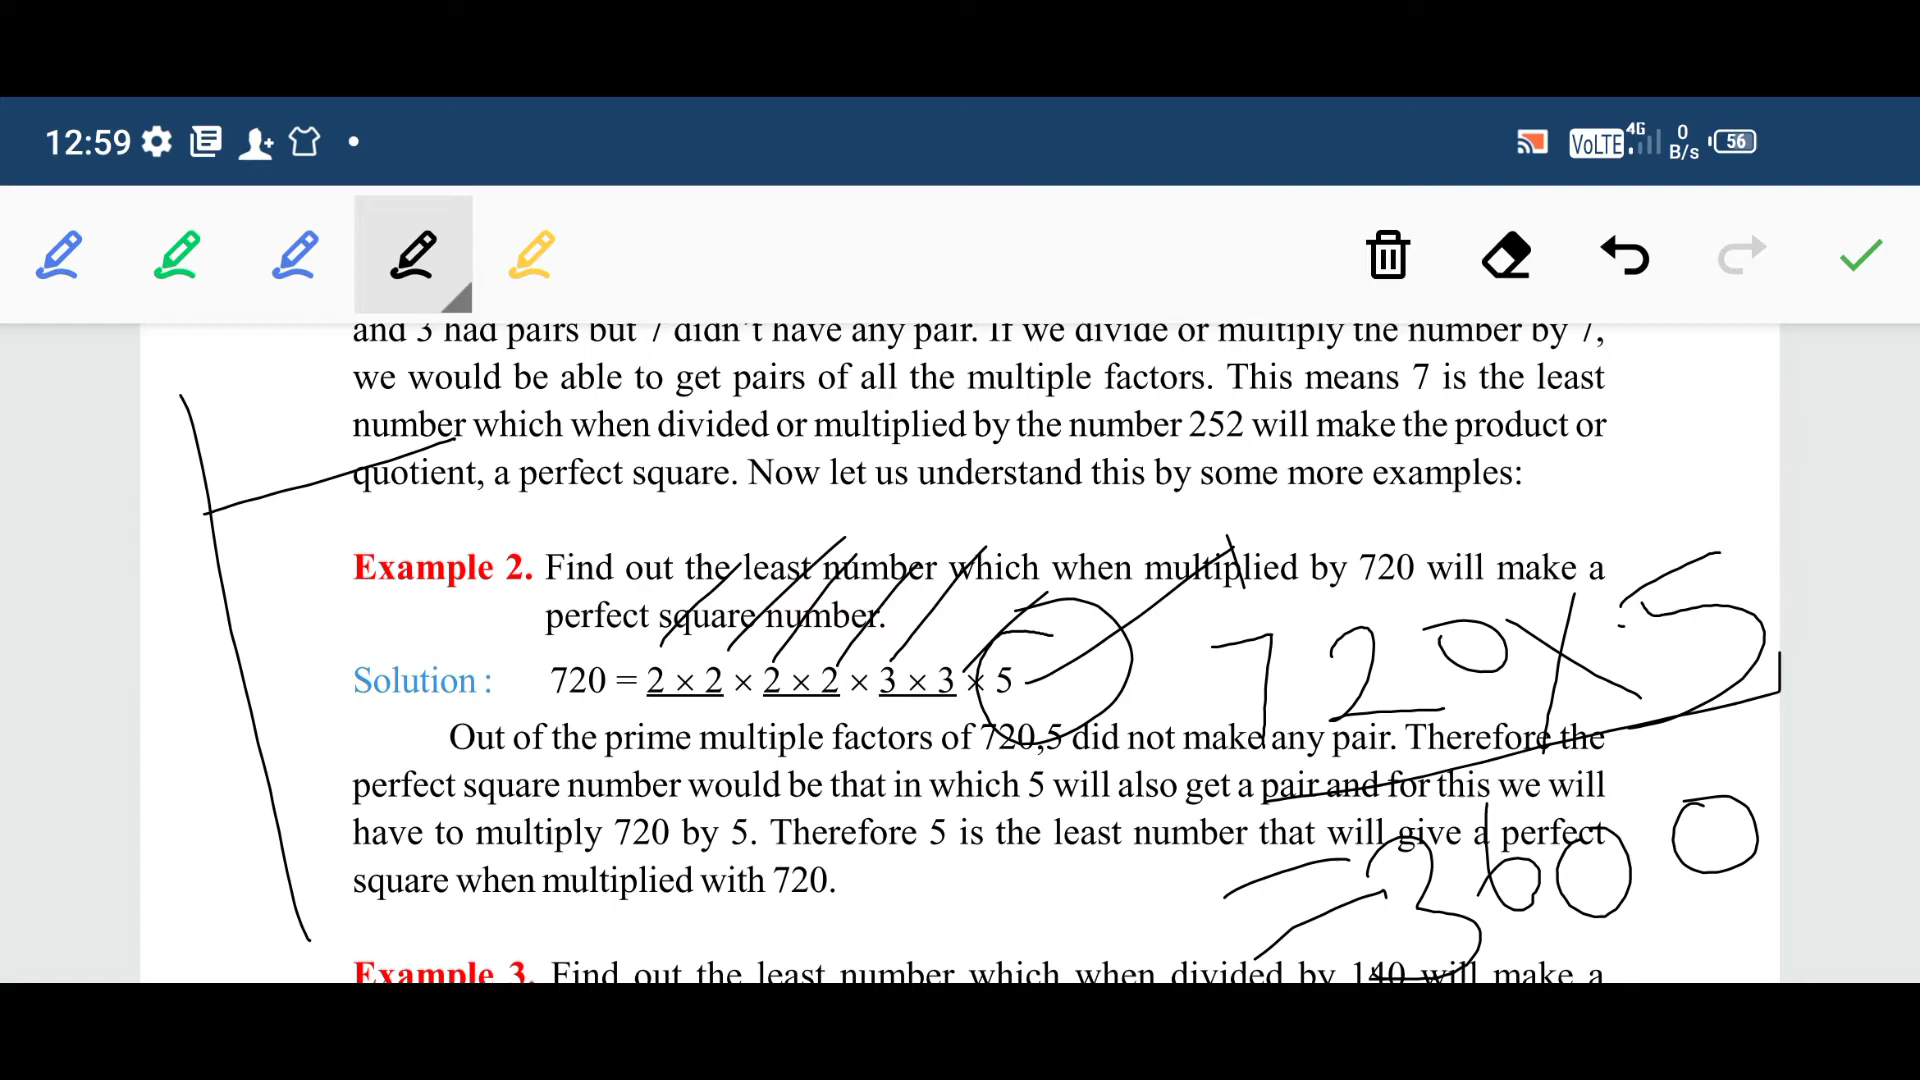 12:59
VoLTE 4G 0 B/s 56
and 3 had pairs but 7 didn't have any pair. If we divide or multiply the number by 7,
we would be able to get pairs of all the multiple factors. This means 7 is the least
number which when divided or multiplied by the number 252 will make the product or
quotient, a perfect square. Now let us understand this by some more examples:
Example 2. Find out the least number which when multiplied by 720 will make a
perfect square number.
720 × 5
Solution : 720 = 2 × 2 × 2 × 2 × 3 × 3 × 5
Out of the prime multiple factors of 720,5 did not make any pair. Therefore the
perfect square number would be that in which 5 will also get a pair and for this we will
have to multiply 720 by 5. Therefore 5 is the least number that will give a perfect
square when multiplied with 720.
= 3600
Example 3. Find out the least number which when divided by 140 will make a